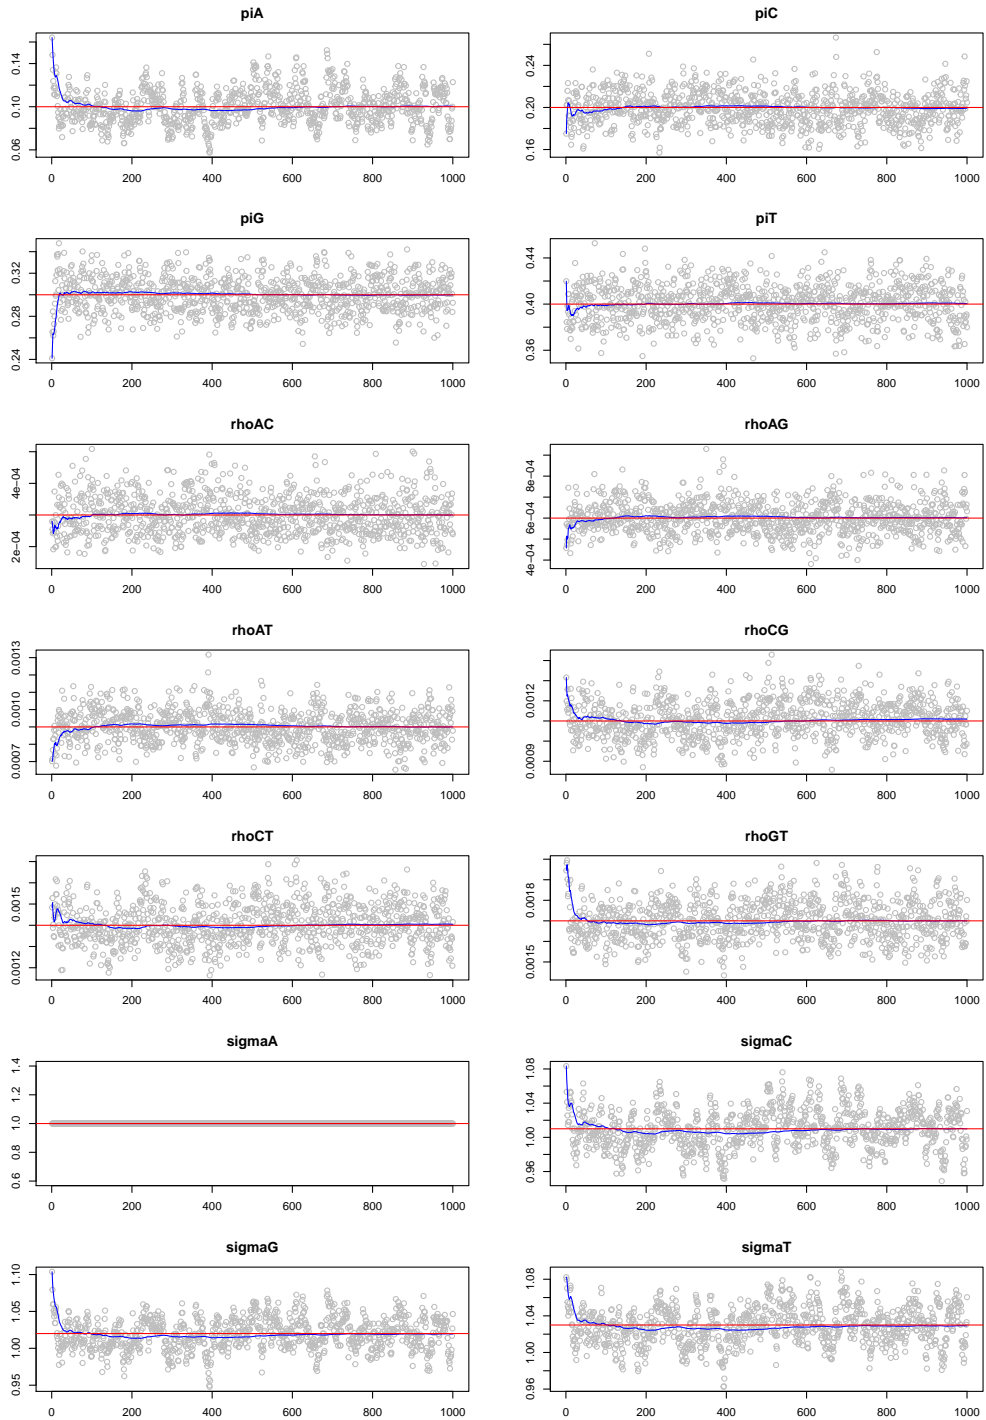 piA
0.06 0.10 0.14
0 200 400 600 800 1000
piC
0.16 0.20 0.24
0 200 400 600 800 1000
piG
0.24 0.28 0.32
0 200 400 600 800 1000
piT
0.36 0.40 0.44
0 200 400 600 800 1000
rhoAC
2e−04 4e−04
0 200 400 600 800 1000
rhoAG
4e−04 6e−04 8e−04
0 200 400 600 800 1000
rhoAT
0.0007 0.0010 0.0013
0 200 400 600 800 1000
rhoCG
0.0009 0.0012
0 200 400 600 800 1000
rhoCT
0.0012 0.0015
0 200 400 600 800 1000
rhoGT
0.0015 0.0018
0 200 400 600 800 1000
sigmaA
0.6 0.8 1.0 1.2 1.4
0 200 400 600 800 1000
sigmaC
0.96 1.00 1.04 1.08
0 200 400 600 800 1000
sigmaG
0.95 1.00 1.05 1.10
0 200 400 600 800 1000
sigmaT
0.96 1.00 1.04 1.08
0 200 400 600 800 1000